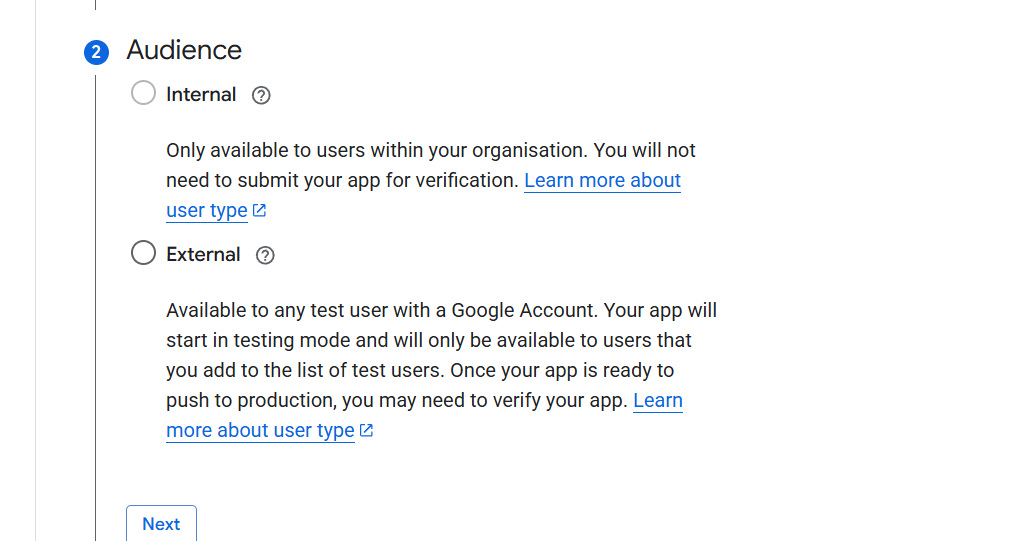 2 Audience
Internal ?
Only available to users within your organisation. You will not
need to submit your app for verification. Learn more about
user type
External ?
Available to any test user with a Google Account. Your app will
start in testing mode and will only be available to users that
you add to the list of test users. Once your app is ready to
push to production, you may need to verify your app. Learn
more about user type
Next